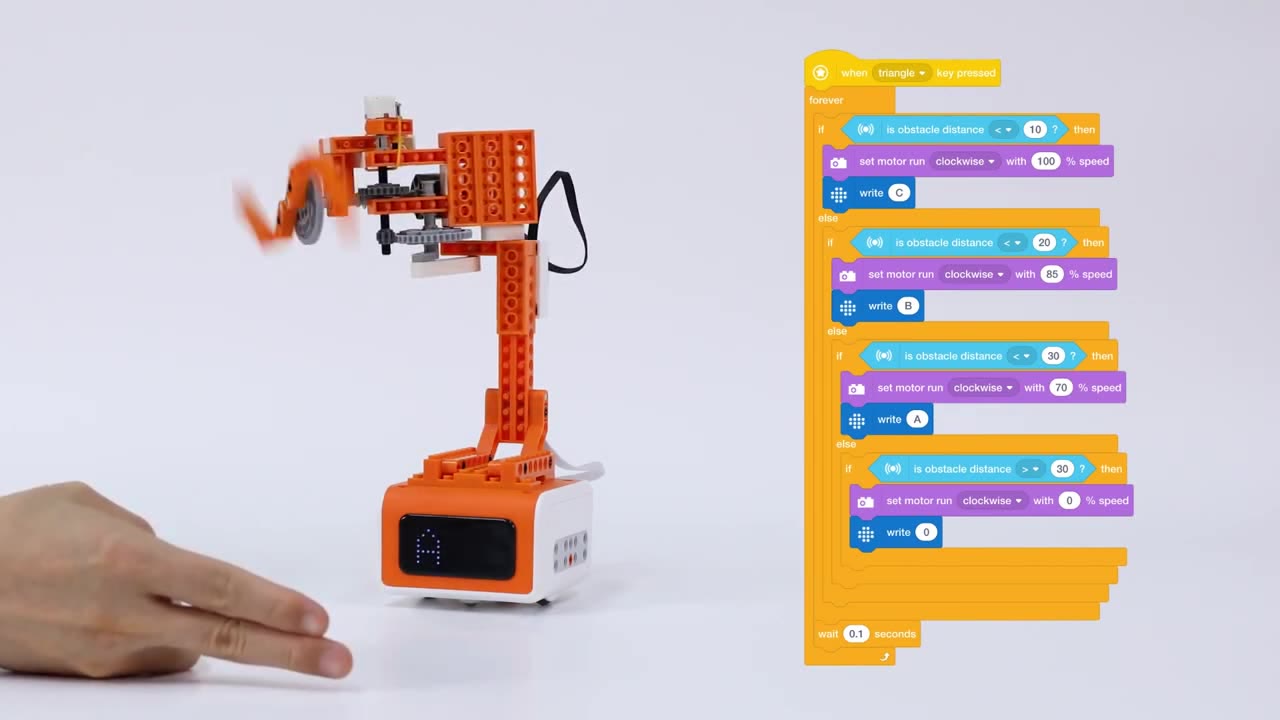 when triangle key pressed
forever
if is obstacle distance < 10 ? then
set motor run clockwise with 100 % speed
write C
else
if is obstacle distance < 20 ? then
set motor run clockwise with 85 % speed
write B
else
if is obstacle distance < 30 ? then
set motor run clockwise with 70 % speed
write A
else
if is obstacle distance > 30 ? then
set motor run clockwise with 0 % speed
write 0
wait 0.1 seconds
A